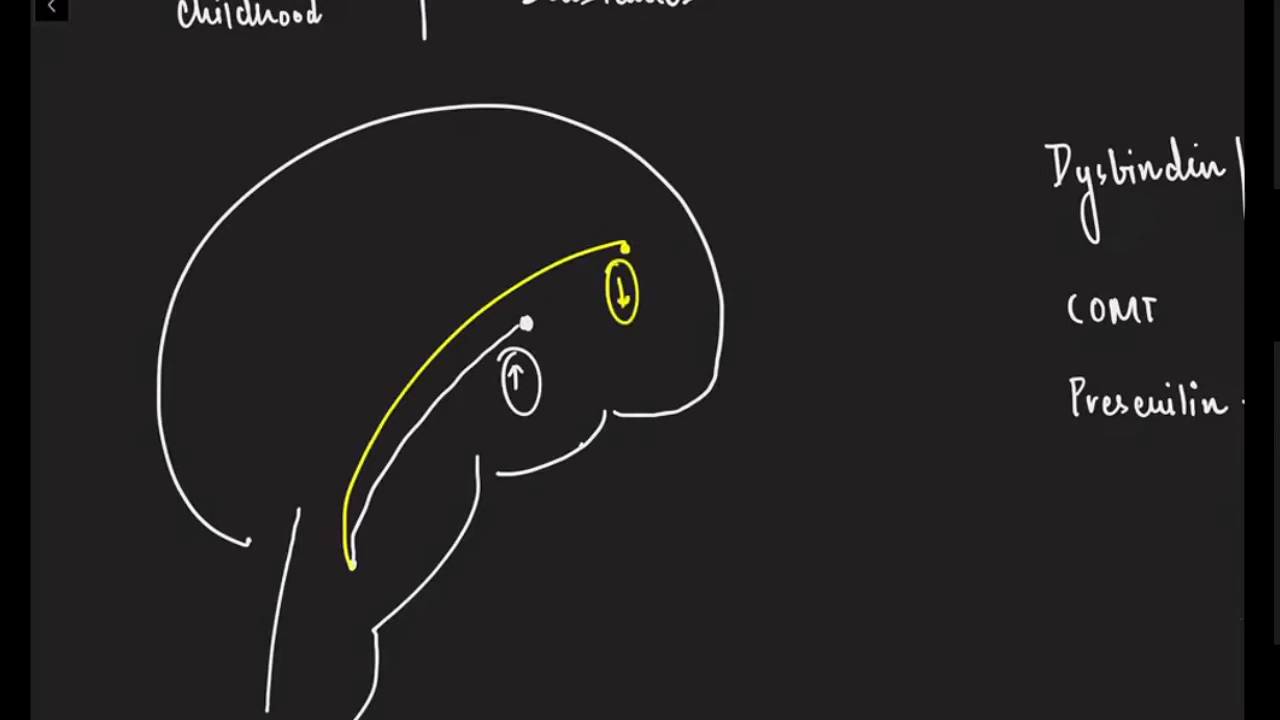 Childhood
Dysbindin
↓
COMT
↑
Presenilin